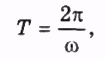 T = 2π/ω,